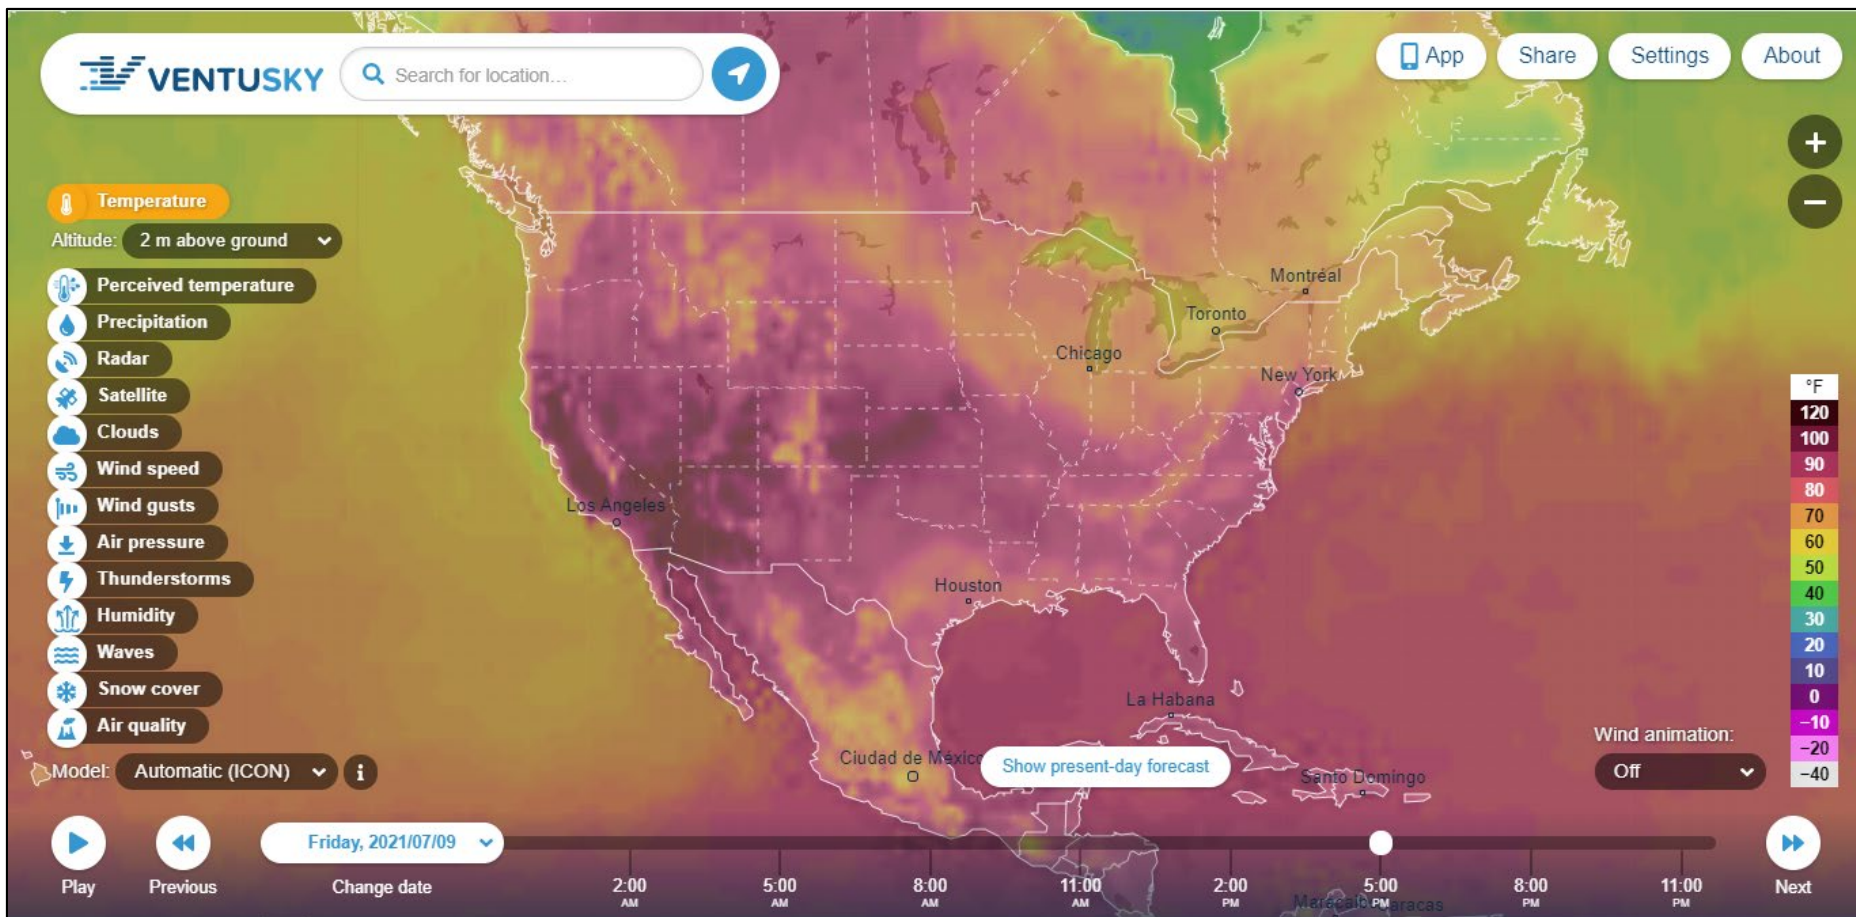 VENTUSKY
Search for location...
App
Share
Settings
About
Temperature
Altitude: 2 m above ground
Perceived temperature
Precipitation
Radar
Satellite
Clouds
Wind speed
Wind gusts
Air pressure
Thunderstorms
Humidity
Waves
Snow cover
Air quality
Model: Automatic (ICON)
i
Montréal
Toronto
Chicago
New York
Los Angeles
Houston
La Habana
Ciudad de México
Santo Domingo
Show present-day forecast
+
−
°F
120
100
90
80
70
60
50
40
30
20
10
0
−10
−20
−40
Wind animation:
Off
Play
Previous
Friday, 2021/07/09
Change date
2:00 AM
5:00 AM
8:00 AM
11:00 AM
2:00 PM
5:00 PM
8:00 PM
11:00 PM
Next